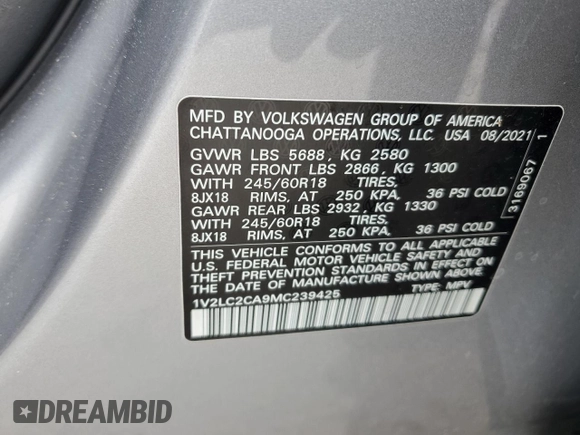 MFD BY VOLKSWAGEN GROUP OF AMERICA
CHATTANOOGA OPERATIONS, LLC. USA 08/2021
GVWR LBS 5688, KG 2580
GAWR FRONT LBS 2866, KG 1300
WITH 245/60R18 TIRES,
8JX18 RIMS, AT 250 KPA, 36 PSI COLD
GAWR REAR LBS 2932, KG 1330
WITH 245/60R18 TIRES,
8JX18 RIMS, AT 250 KPA, 36 PSI COLD
THIS VEHICLE CONFORMS TO ALL APPLICABLE
U.S. FEDERAL MOTOR VEHICLE SAFETY AND
THEFT PREVENTION STANDARDS IN EFFECT ON
THE DATE OF MANUFACTURE SHOWN ABOVE.
1V2LC2CA9MC239425 TYPE: MPV
3169067 1
DREAMBID